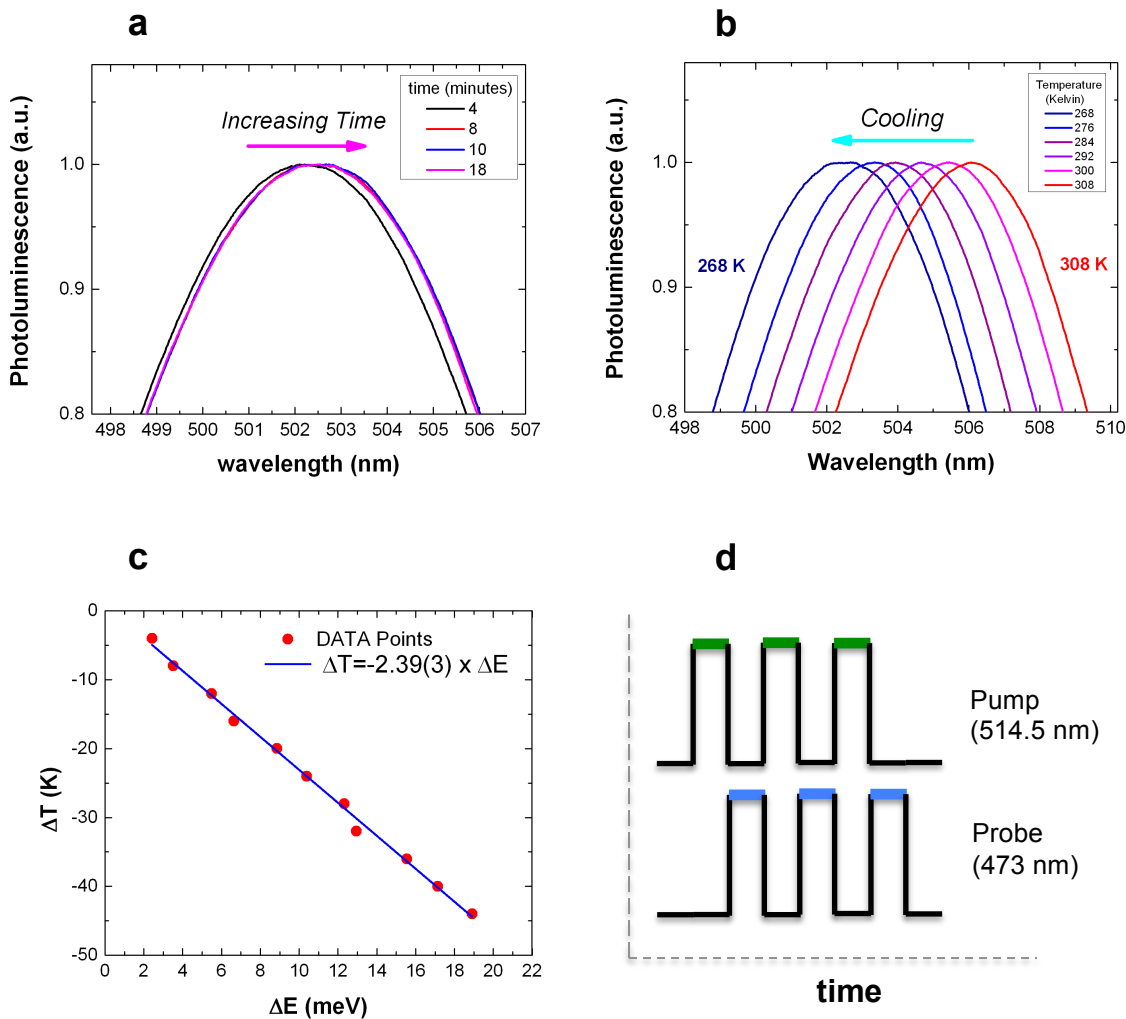 a
Photoluminescence (a.u.)
1.0
0.9
0.8
498 499 500 501 502 503 504 505 506 507
wavelength (nm)
Increasing Time
time (minutes)
4
8
10
18
b
Photoluminescence (a.u.)
1.0
0.9
0.8
498 500 502 504 506 508 510
Wavelength (nm)
Cooling
268 K
308 K
Temperature
(Kelvin)
268
276
284
292
300
308
c
ΔT (K)
0
-10
-20
-30
-40
-50
0 2 4 6 8 10 12 14 16 18 20 22
ΔE (meV)
DATA Points
ΔT=-2.39(3) x ΔE
d
Pump
(514.5 nm)
Probe
(473 nm)
time